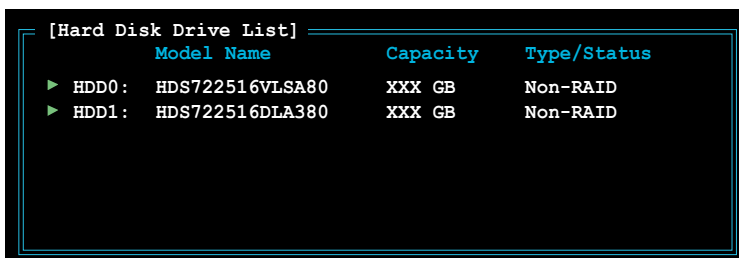 [Hard Disk Drive List]
Model Name Capacity Type/Status
HDD0: HDS722516VLSA80 XXX GB Non-RAID
HDD1: HDS722516DLA380 XXX GB Non-RAID